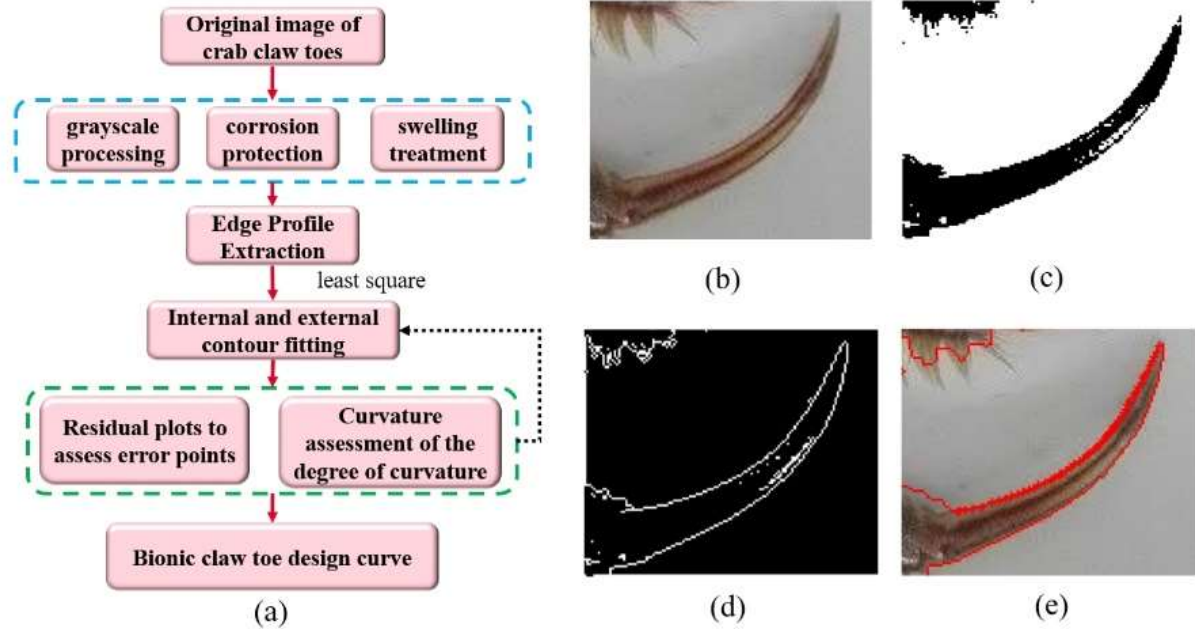 Original image of
crab claw toes
grayscale
processing
corrosion
protection
swelling
treatment
Edge Profile
Extraction
least square
Internal and external
contour fitting
Residual plots to
assess error points
Curvature
assessment of the
degree of curvature
Bionic claw toe design curve
(a)
(b)
(c)
(d)
(e)